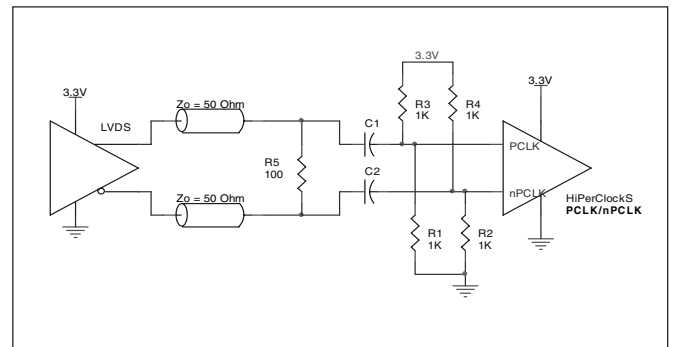 3.3V
3.3V
3.3V
Zo = 50 Ohm
LVDS
R3
1K
R4
1K
C1
PCLK
R5
100
C2
Zo = 50 Ohm
nPCLK
HiPerClockS
PCLK/nPCLK
R1
1K
R2
1K